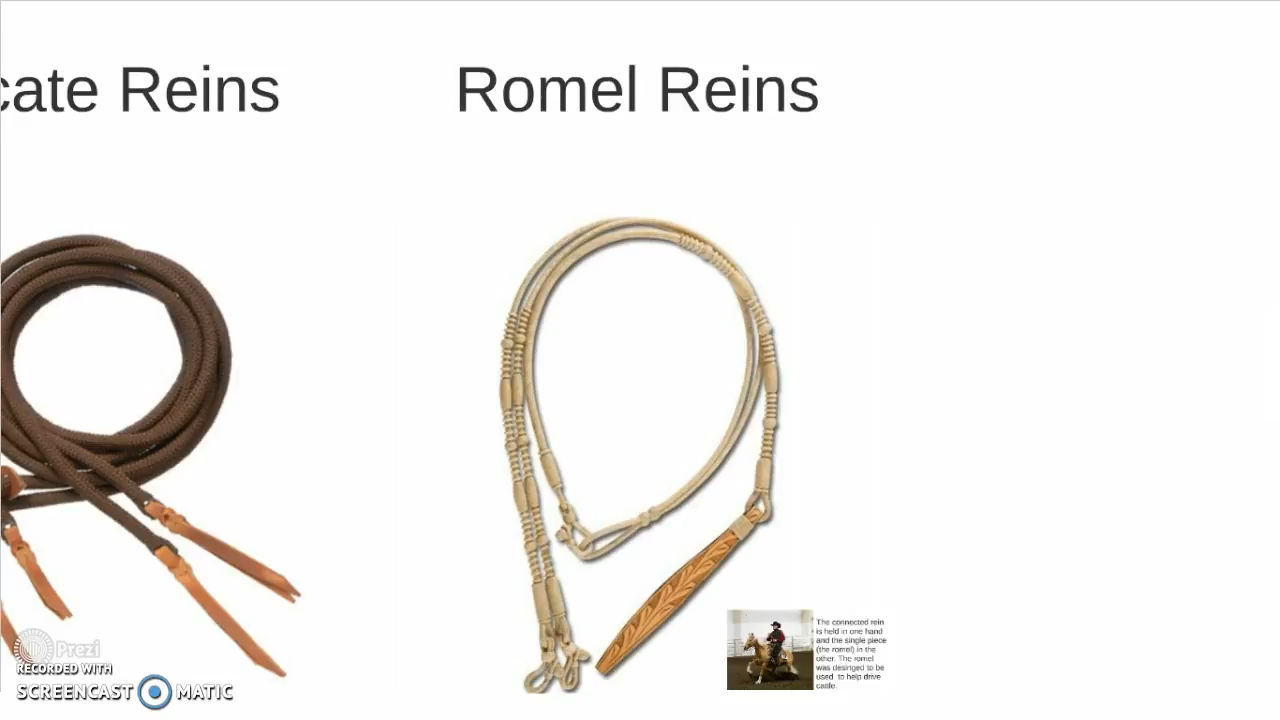 cate Reins
Romel Reins
The connected rein
is held in one hand
and the single piece
(the romel) in the
other. The romel
was desinged to be
used to help drive
catlfe.
Prezi
RECORDED WITH
SCREENCAST MATIC